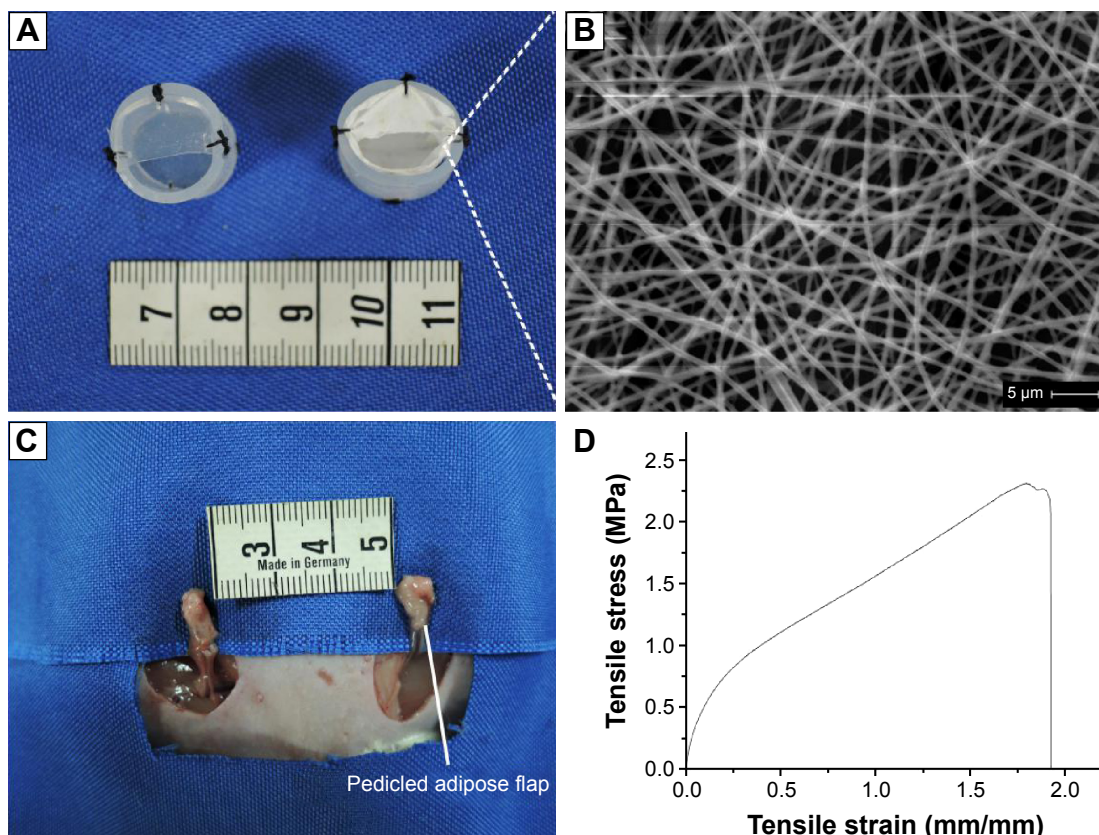 A
7 8 9 10 11
B
5 µm
C
3 4 5
Made in Germany
Pedicled adipose flap
D
Tensile stress (MPa)
2.5
2.0
1.5
1.0
0.5
0.0
0.0 0.5 1.0 1.5 2.0
Tensile strain (mm/mm)